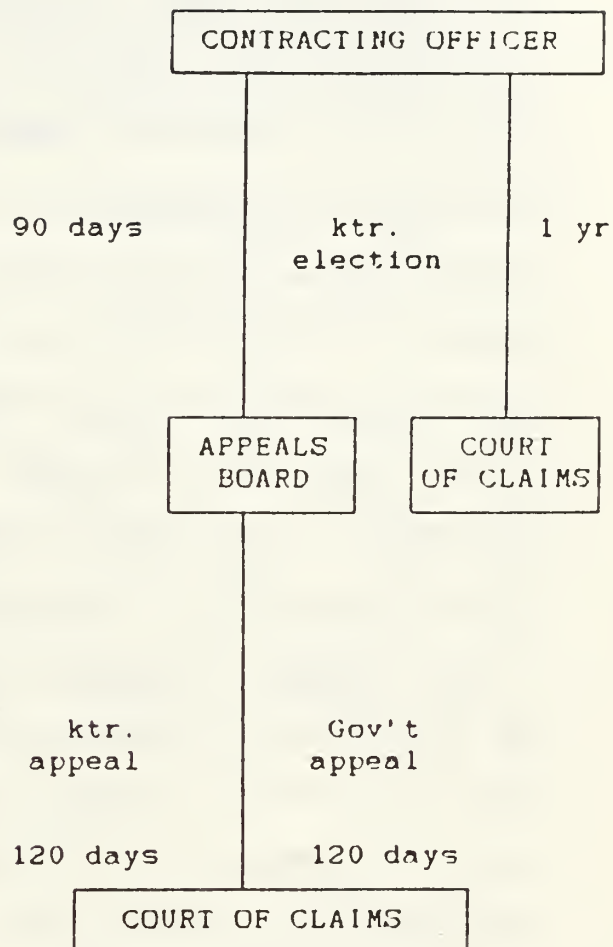 CONTRACTING OFFICER
90 days
ktr.
election
1 yr
APPEALS
BOARD
COURT
OF CLAIMS
ktr.
appeal
Gov't
appeal
120 days
120 days
COURT OF CLAIMS